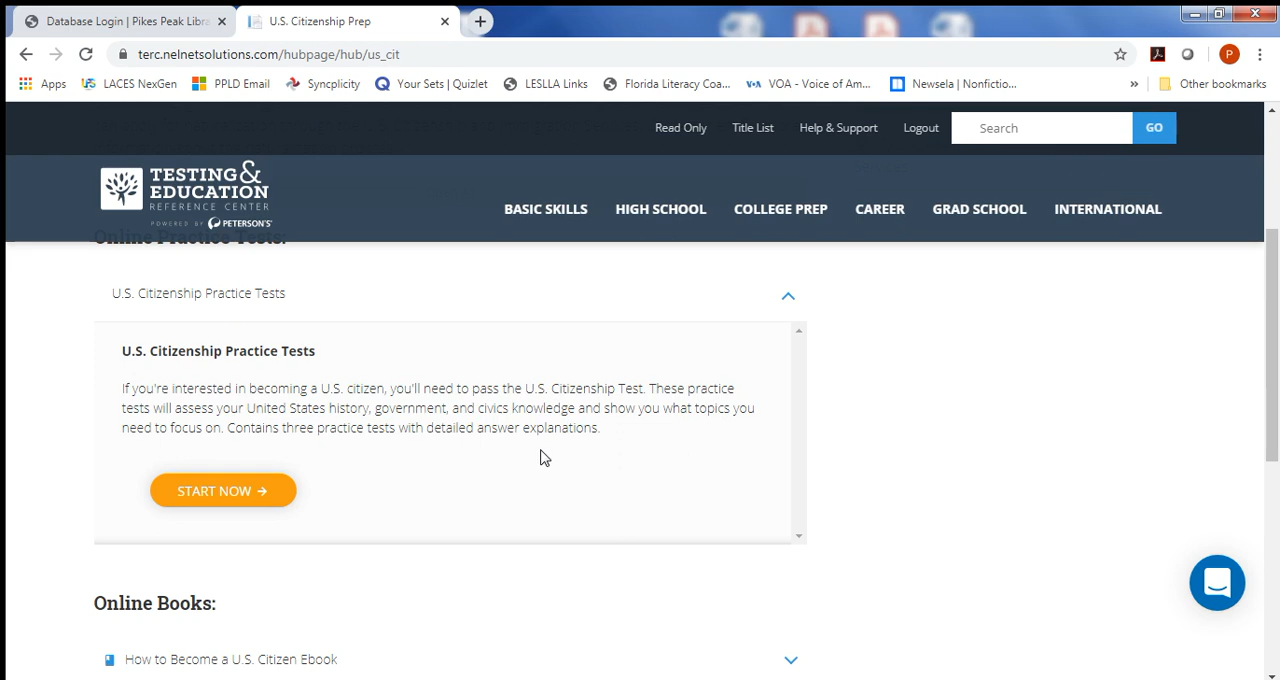 Database Login | Pikes Peak Libra
U.S. Citizenship Prep
terc.nelnetsolutions.com/hubpage/hub/us_cit
P
Apps
LACES NexGen
PPLD Email
Syncplicity
Q
Your Sets | Quizlet
LESLLA Links
Florida Literacy Coa...
VOA
VOA - Voice of Am...
Newsela | Nonfictio...
»
Other bookmarks
Read Only
Title List
Help & Support
Logout
Search
GO
TESTING &
EDUCATION
REFERENCE CENTER
POWERED BY PETERSON'S
BASIC SKILLS
HIGH SCHOOL
COLLEGE PREP
CAREER
GRAD SCHOOL
INTERNATIONAL
Online Practice Tests:
U.S. Citizenship Practice Tests
U.S. Citizenship Practice Tests
If you're interested in becoming a U.S. citizen, you'll need to pass the U.S. Citizenship Test. These practice
tests will assess your United States history, government, and civics knowledge and show you what topics you
need to focus on. Contains three practice tests with detailed answer explanations.
START NOW →
Online Books:
How to Become a U.S. Citizen Ebook